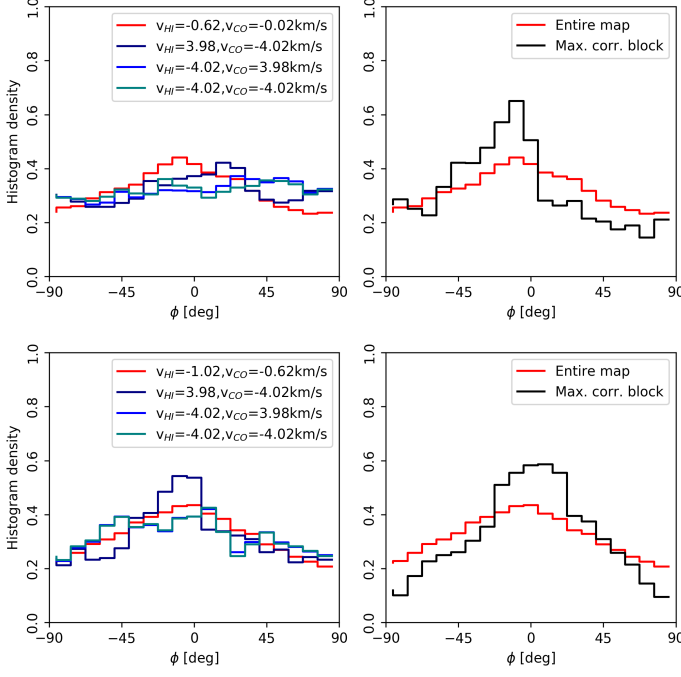 1.0
0.8
0.6
0.4
0.2
0.0
Histogram density
v_HI=-0.62,v_CO=-0.02km/s
v_HI=3.98,v_CO=-4.02km/s
v_HI=-4.02,v_CO=3.98km/s
v_HI=-4.02,v_CO=-4.02km/s
−90 −45 0 45 90
ϕ [deg]
1.0
0.8
0.6
0.4
0.2
0.0
Entire map
Max. corr. block
−90 −45 0 45 90
ϕ [deg]
1.0
0.8
0.6
0.4
0.2
0.0
Histogram density
v_HI=-1.02,v_CO=-0.62km/s
v_HI=3.98,v_CO=-4.02km/s
v_HI=-4.02,v_CO=3.98km/s
v_HI=-4.02,v_CO=-4.02km/s
−90 −45 0 45 90
ϕ [deg]
1.0
0.8
0.6
0.4
0.2
0.0
Entire map
Max. corr. block
−90 −45 0 45 90
ϕ [deg]